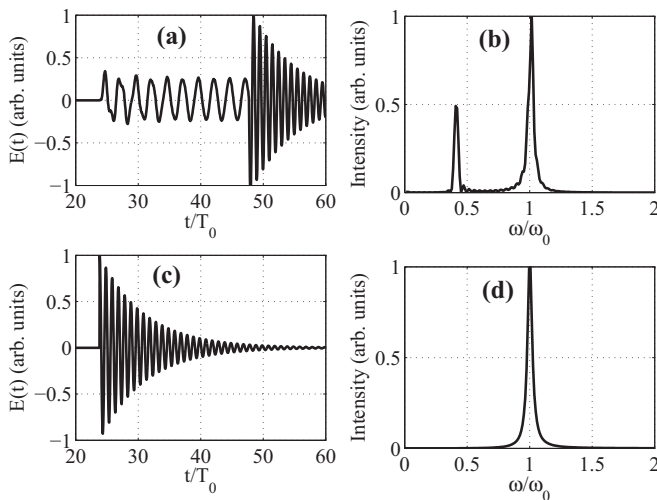 E(t) (arb. units)
1
0.5
0
−0.5
−1
(a)
20 30 40 50 60
t/T0
Intensity (arb. units)
1
0.5
0
(b)
0 0.5 1 1.5 2
ω/ω0
E(t) (arb. units)
1
0.5
0
−0.5
−1
(c)
20 30 40 50 60
t/T0
Intensity (arb. units)
1
0.5
0
(d)
0 0.5 1 1.5 2
ω/ω0